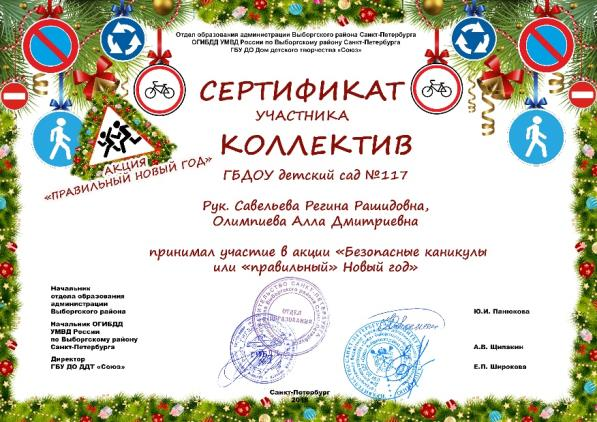 Отдел образования администрации Выборгского района Санкт-Петербурга
ОГИБДД УМВД России по Выборгскому району Санкт-Петербурга
ГБУ ДО Дом детского творчества «Союз»
СЕРТИФИКАТ
УЧАСТНИКА
КОЛЛЕКТИВ
АКЦИЯ
«ПРАВИЛЬНЫЙ НОВЫЙ ГОД»
ГБДОУ детский сад №117
Рук. Савельева Регина Рашидовна,
Олимпиева Алла Дмитриевна
принимал участие в акции «Безопасные каникулы
или «правильный» Новый год»
Начальник
отдела образования
администрации
Выборгского района
Ю.И. Панюкова
Начальник ОГИБДД
УМВД России
по Выборгскому району
Санкт-Петербурга
А.В. Щипакин
Директор
ГБУ ДО ДДТ «Союз»
Е.П. Широкова
ОТДЕЛ
ОБРАЗОВАНИЯ
Санкт-Петербург